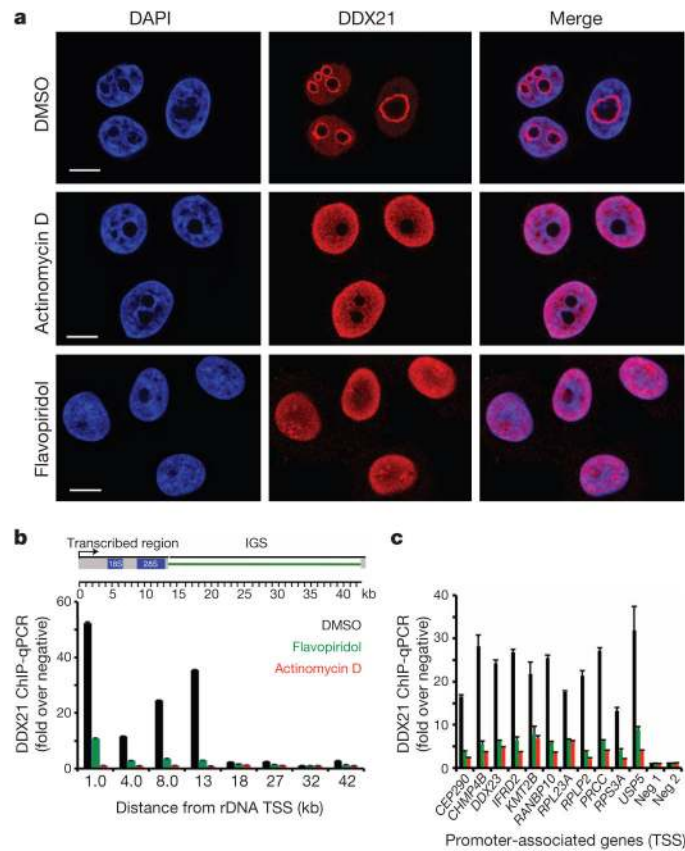 a
DAPI DDX21 Merge
DMSO
Actinomycin D
Flavopiridol
b
Transcribed region IGS
18S 28S
0 5 10 15 20 25 30 35 40 kb
DDX21 ChIP-qPCR
(fold over negative)
60
40
20
0
DMSO
Flavopiridol
Actinomycin D
1.0 4.0 8.0 13 18 27 32 42
Distance from rDNA TSS (kb)
c
DDX21 ChIP-qPCR
(fold over negative)
40
30
20
10
0
CEP290 CHMP4B DDX23 IFRD2 KMT2B RANBP10 RPL23A RPLP2 PRCC RPS3A USP5 Neg 1 Neg 2
Promoter-associated genes (TSS)